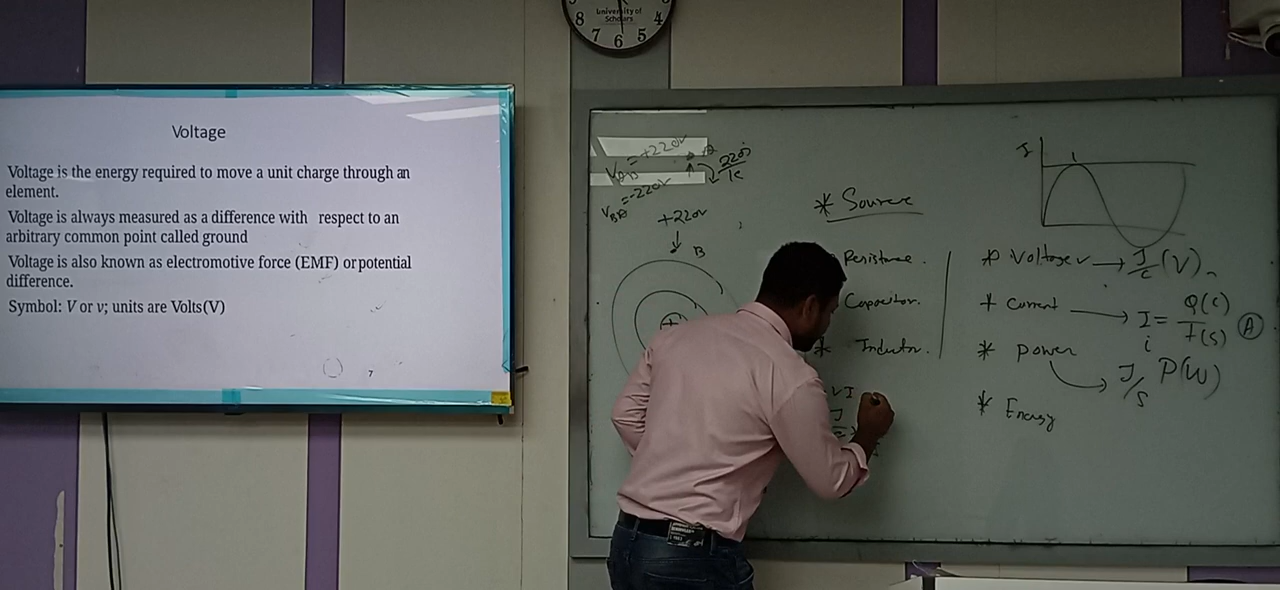 Voltage
Voltage is the energy required to move a unit charge through an
element.
Voltage is always measured as a difference with respect to an
arbitrary common point called ground
Voltage is also known as electromotive force (EMF) or potential
difference.
Symbol: V or v; units are Volts(V)
7
University of
Scholars
8 7 6 5 4
+220V
+220V
B
* Source
Resistance.
Capacitor.
* Inductor.
VI
J
* Voltage V → J/C (V)
* Current → I = Q(C)/T(S) (A)
i
* Power → J/S P(W)
* Energy